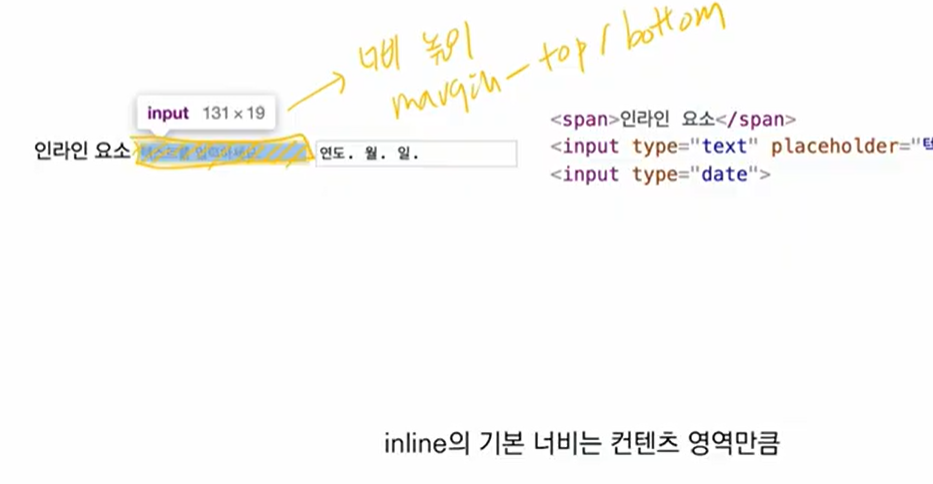 너비 높이
margin - top / bottom
input 131 × 19
인라인 요소
연도. 월. 일.
<span>인라인 요소</span>
<input type="text" placeholder="텍
<input type="date">
inline의 기본 너비는 컨텐츠 영역만큼